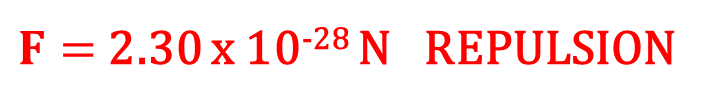 F = 2.30 x 10⁻²⁸ N REPULSION